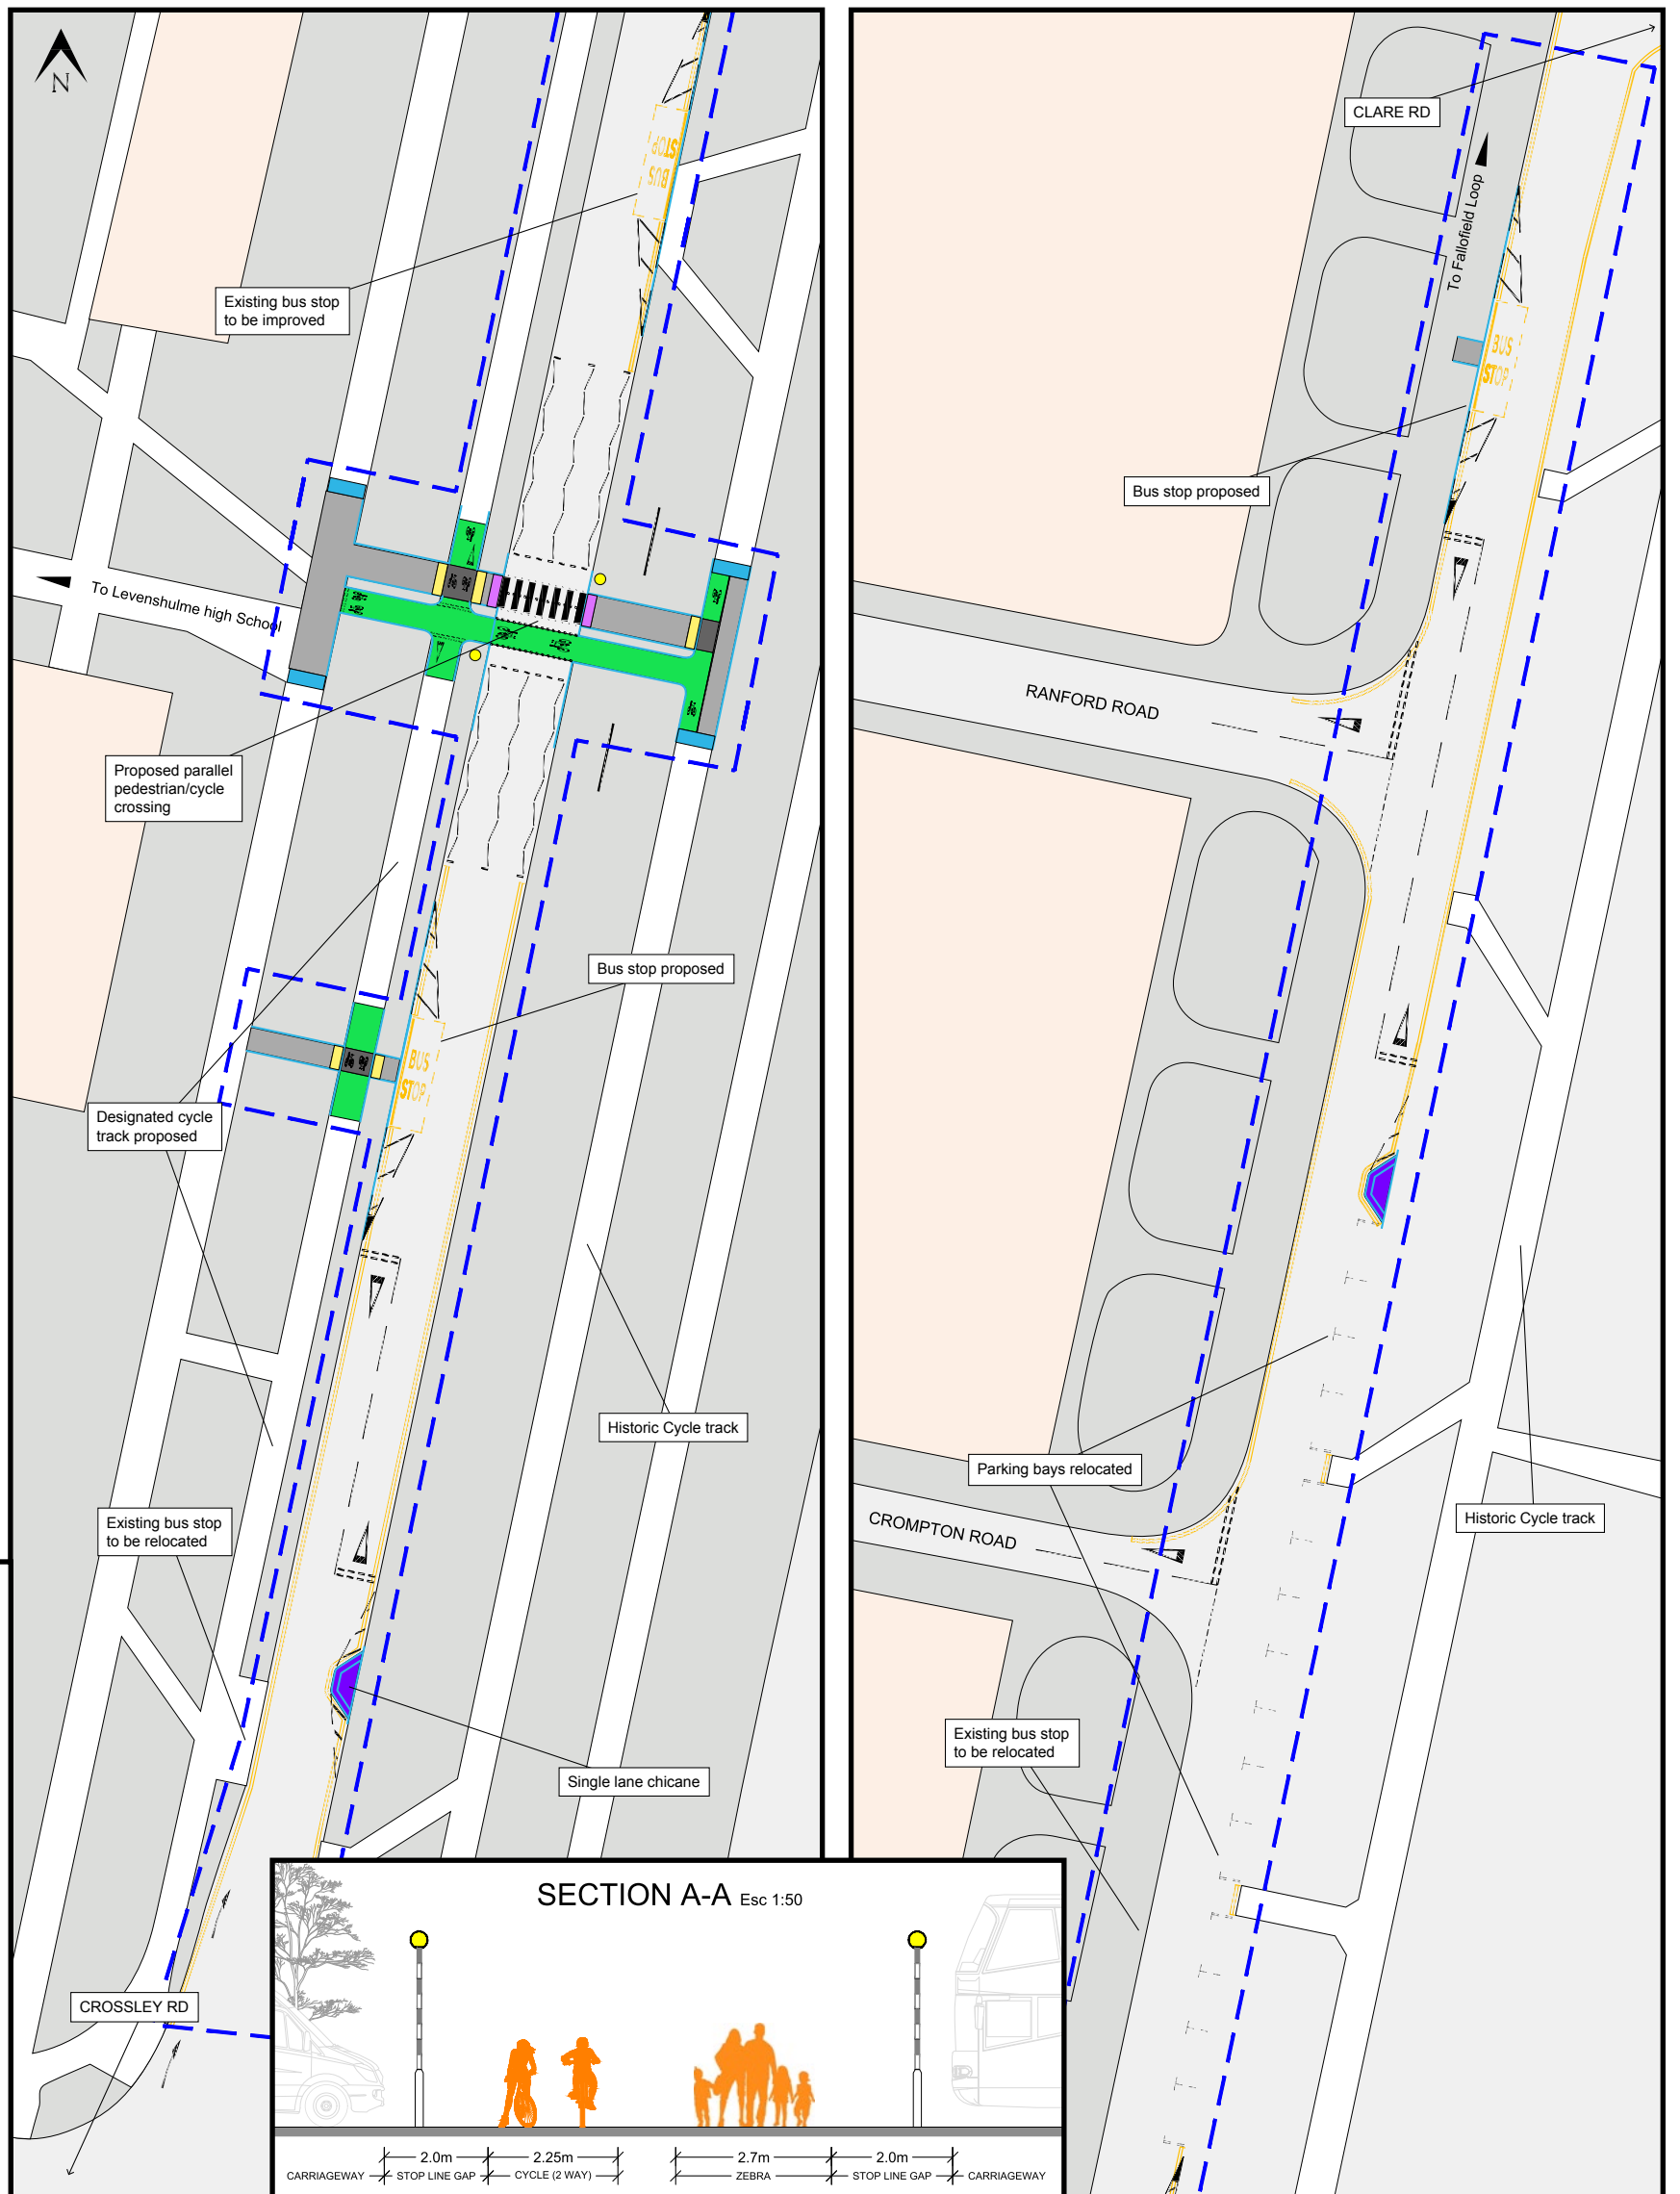 N
BUS
STOP
Existing bus stop
to be improved
To Levenshulme high School
Proposed parallel
pedestrian/cycle
crossing
Bus stop proposed
BUS
STOP
Designated cycle
track proposed
Historic Cycle track
Existing bus stop
to be relocated
Single lane chicane
CROSSLEY RD
CLARE RD
To Fallofield Loop
BUS
STOP
Bus stop proposed
RANFORD ROAD
Parking bays relocated
Historic Cycle track
CROMPTON ROAD
Existing bus stop
to be relocated
SECTION A-A Esc 1:50
2.0m 2.25m 2.7m 2.0m
CARRIAGEWAY STOP LINE GAP CYCLE (2 WAY) ZEBRA STOP LINE GAP CARRIAGEWAY